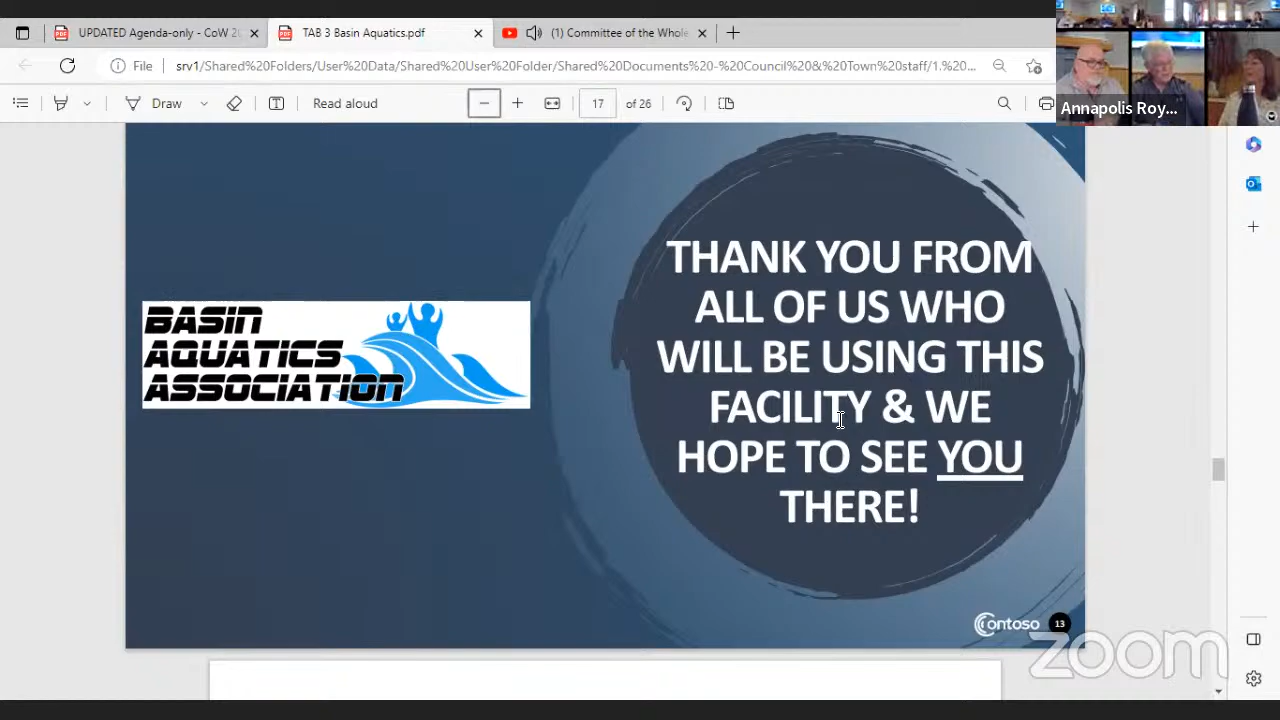 UPDATED Agenda-only - CoW 20
TAB 3 Basin Aquatics.pdf
(1) Committee of the Whole
File
srv1/Shared%20Folders/User%20Data/Shared%20User%20Folder/Shared%20Documents%20-%20Council%20&%20Town%20staff/1.%20...
Draw
Read aloud
17
of 26
Annapolis Roy...
BASIN
AQUATICS
ASSOCIATION
THANK YOU FROM
ALL OF US WHO
WILL BE USING THIS
FACILITY & WE
HOPE TO SEE YOU
THERE!
Contoso
13
zoom